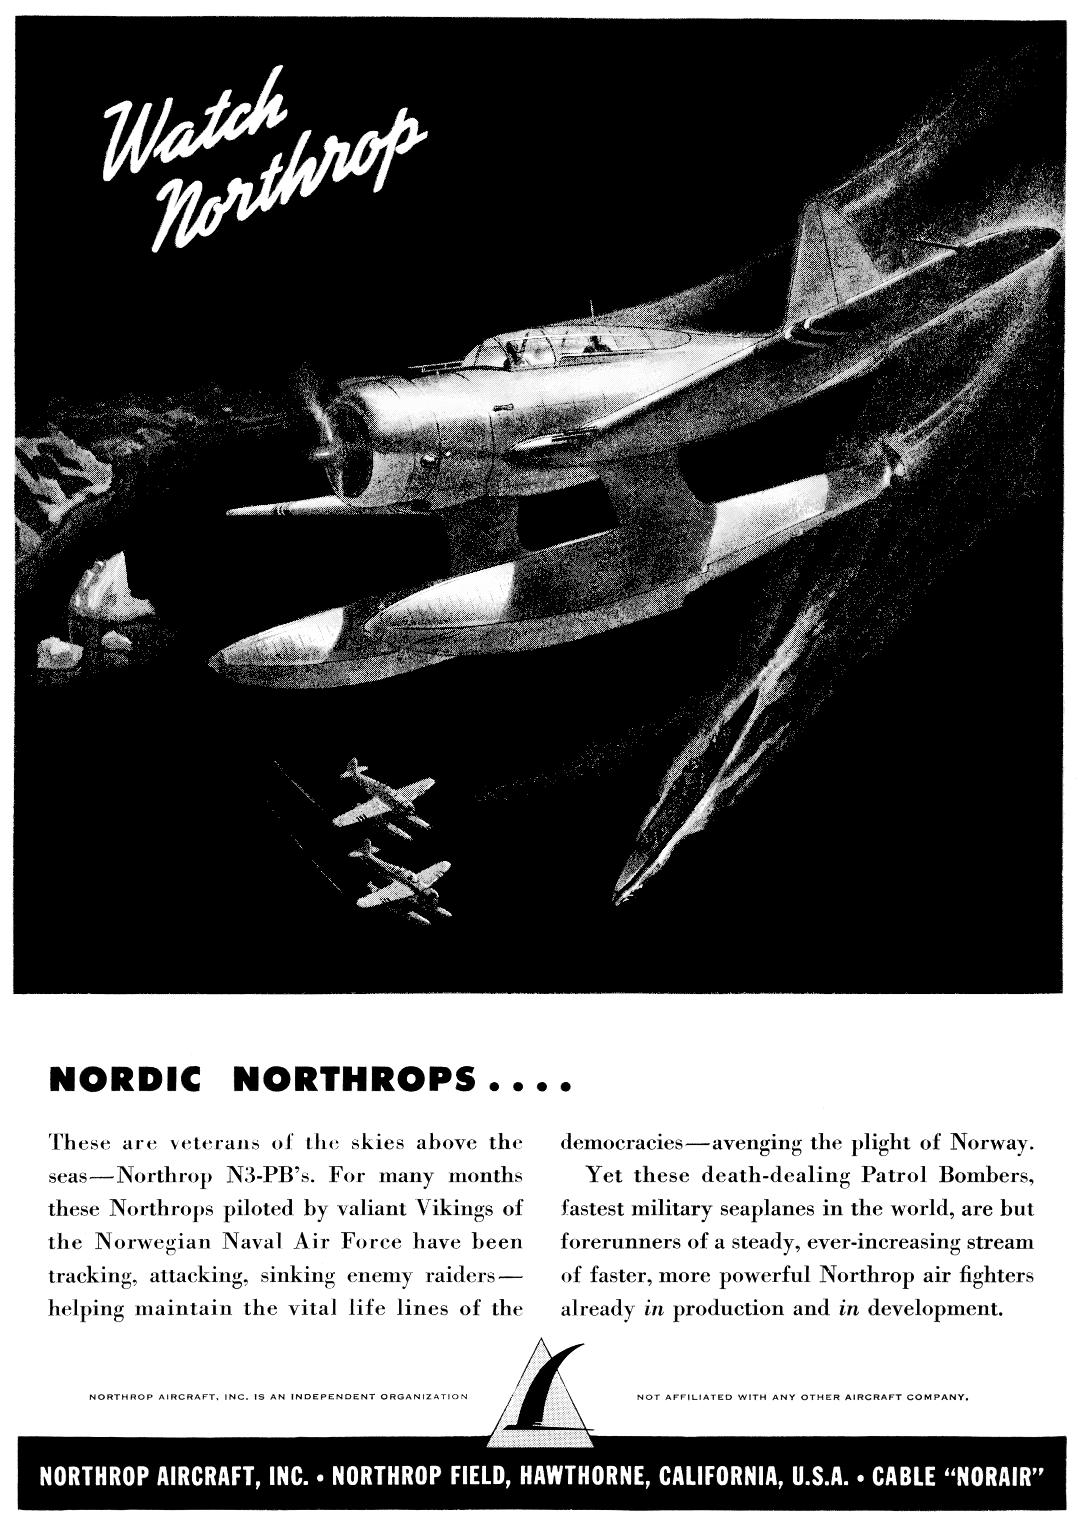 Watch
Northrop
NORDIC NORTHROPS....
These are veterans of the skies above the
seas—Northrop N3-PB's. For many months
these Northrops piloted by valiant Vikings of
the Norwegian Naval Air Force have been
tracking, attacking, sinking enemy raiders—
helping maintain the vital life lines of the
democracies—avenging the plight of Norway.
Yet these death-dealing Patrol Bombers,
fastest military seaplanes in the world, are but
forerunners of a steady, ever-increasing stream
of faster, more powerful Northrop air fighters
already in production and in development.
NORTHROP AIRCRAFT, INC. IS AN INDEPENDENT ORGANIZATION
NOT AFFILIATED WITH ANY OTHER AIRCRAFT COMPANY.
NORTHROP AIRCRAFT, INC. • NORTHROP FIELD, HAWTHORNE, CALIFORNIA, U.S.A. • CABLE "NORAIR"